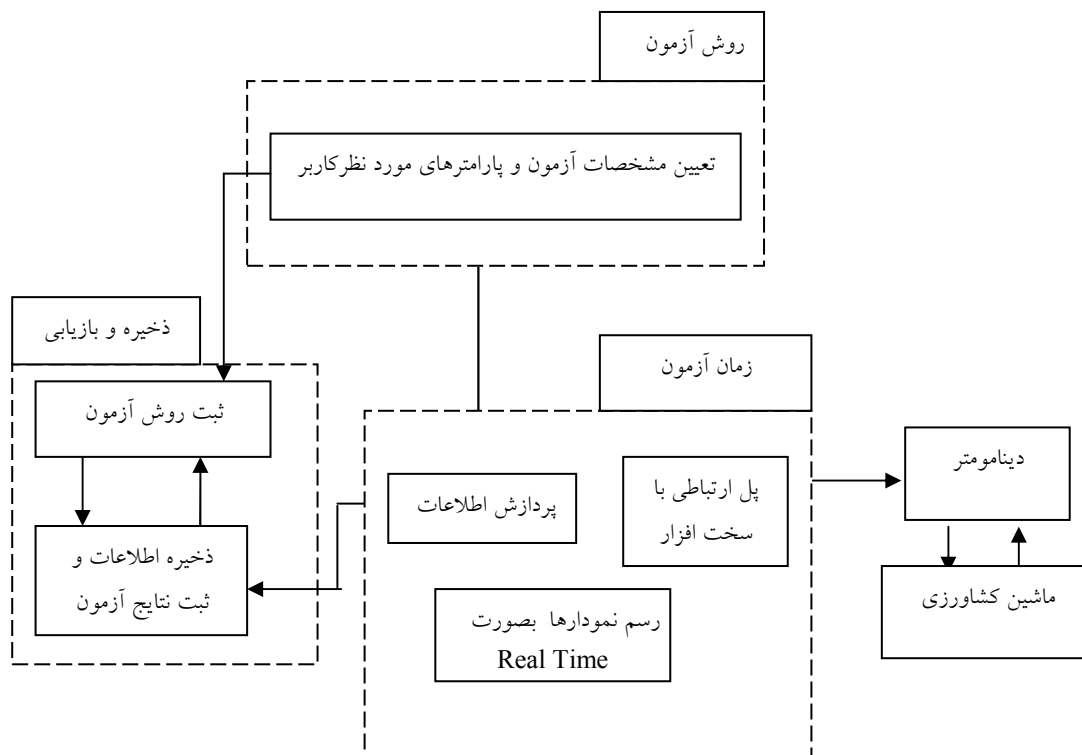 روش آزمون
تعیین مشخصات آزمون و پارامترهای مورد نظرکاربر
ذخیره و بازیابی
زمان آزمون
ثبت روش آزمون
دینامومتر
پل ارتباطی با
سخت افزار
پردازش اطلاعات
ذخیره اطلاعات و
ثبت نتایج آزمون
ماشین کشاورزی
رسم نمودارها بصورت
Real Time